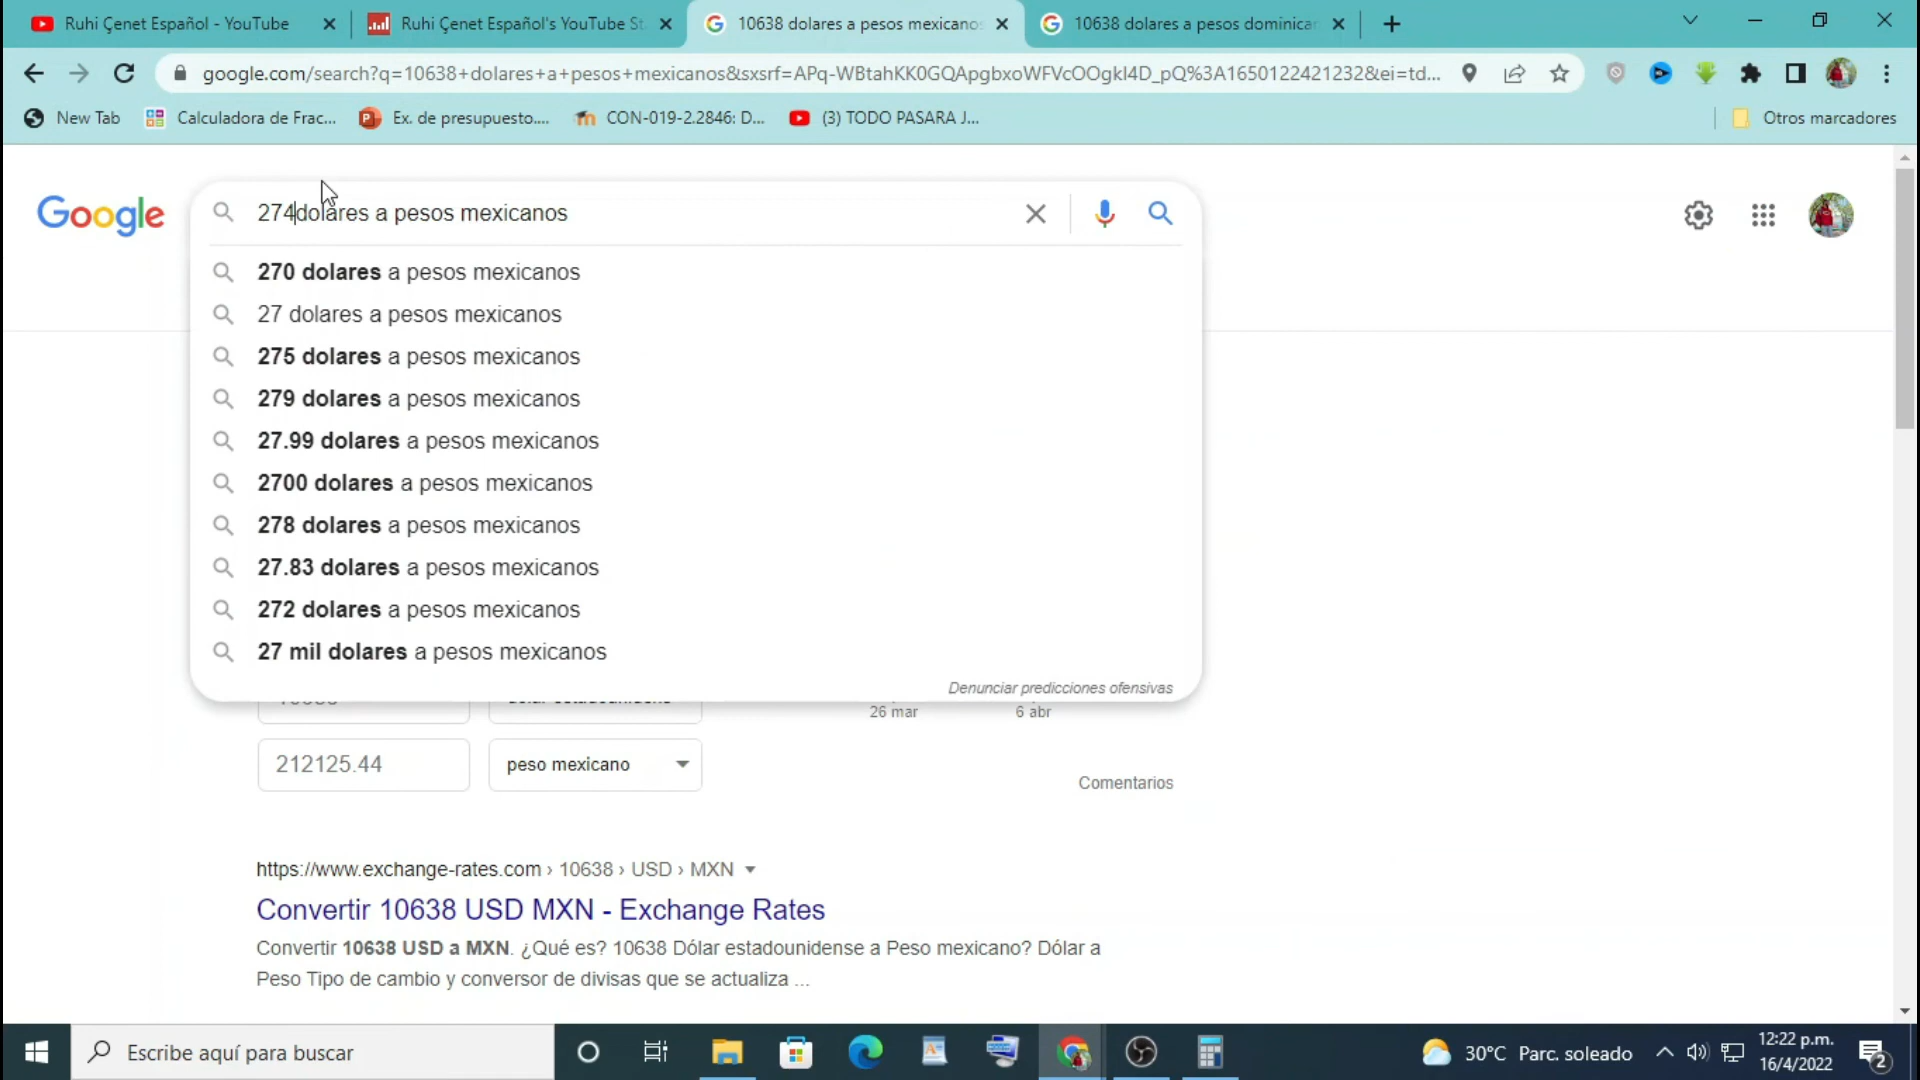 Ruhi Çenet Español - YouTube
Ruhi Çenet Español's YouTube St
10638 dolares a pesos mexicanos
10638 dolares a pesos dominican
google.com/search?q=10638+dolares+a+pesos+mexicanos&sxsrf=APq-WBtahKK0GQApgbxoWFVcOOgkI4D_pQ%3A1650122421232&ei=td...
New Tab
Calculadora de Frac...
Ex. de presupuesto....
CON-019-2.2846: D...
(3) TODO PASARA J...
Otros marcadores
Google
274dolares a pesos mexicanos
270 dolares a pesos mexicanos
27 dolares a pesos mexicanos
275 dolares a pesos mexicanos
279 dolares a pesos mexicanos
27.99 dolares a pesos mexicanos
2700 dolares a pesos mexicanos
278 dolares a pesos mexicanos
27.83 dolares a pesos mexicanos
272 dolares a pesos mexicanos
27 mil dolares a pesos mexicanos
Denunciar predicciones ofensivas
26 mar
6 abr
212125.44
peso mexicano
Comentarios
https://www.exchange-rates.com › 10638 › USD › MXN
Convertir 10638 USD MXN - Exchange Rates
Convertir 10638 USD a MXN. ¿Qué es? 10638 Dólar estadounidense a Peso mexicano? Dólar a
Peso Tipo de cambio y conversor de divisas que se actualiza ...
Escribe aquí para buscar
30°C Parc. soleado
12:22 p.m.
16/4/2022
2